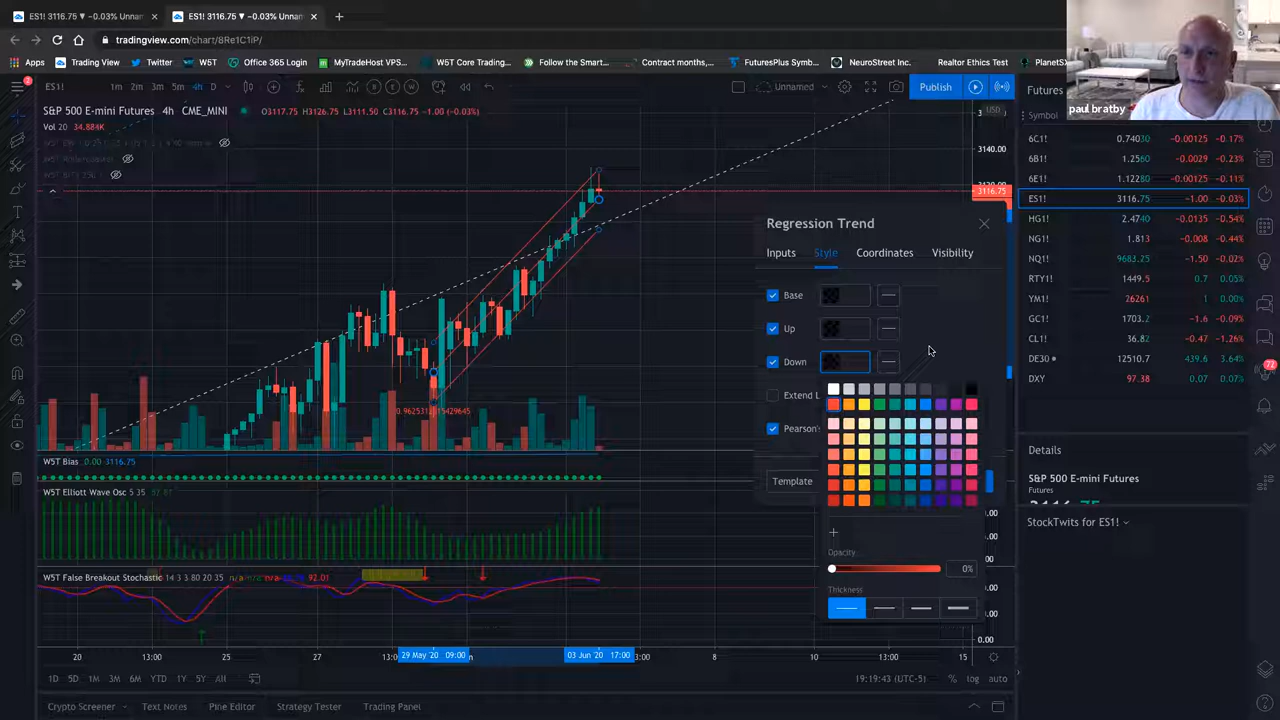 ES1! 3116.75 ▼ −0.03% Unnam
ES1! 3116.75 ▼ −0.03% Unnam
tradingview.com/chart/8Re1C1iP/
Apps
Trading View
Twitter
W5T
Office 365 Login
MyTradeHost VPS...
W5T Core Trading...
Follow the Smart...
Contract months,...
FuturesPlus Symb...
NeuroStreet Inc.
Realtor Ethics Test
PlanetS
paul bratby
ES1!
1m 2m 3m 5m 4h D
Unnamed
Publish
Futures
S&P 500 E-mini Futures 4h CME_MINI
O3117.75 H3126.75 L3111.50 C3116.75 −1.00 (−0.03%)
USD
Vol 20 34.884K
Symbol
6C1! 0.74030 −0.00125 −0.17%
6B1! 1.2560 −0.0029 −0.23%
6E1! 1.12280 −0.00125 −0.11%
ES1! 3116.75 −1.00 −0.03%
HG1! 2.4740 −0.0135 −0.54%
NG1! 1.813 −0.008 −0.44%
NQ1! 9683.25 −1.50 −0.02%
RTY1! 1449.5 0.7 0.05%
YM1! 26261 1 0.00%
GC1! 1703.2 −1.6 −0.09%
CL1! 36.82 −0.47 −1.26%
DE30 12510.7 439.6 3.64%
DXY 97.38 0.07 0.07%
72
3140.00
3116.75
Regression Trend
Inputs Style Coordinates Visibility
Base
Up
Down
Extend L
Pearson's
Template
Opacity
0%
Thickness
W5T Bias 0.00 3116.75
W5T Elliott Wave Osc 5 35
W5T False Breakout Stochastic 14 3 3 80 20 35 n/a n/a 92.01
Details
S&P 500 E-mini Futures
Futures
StockTwits for ES1!
20 13:00 25 27 29 May '20 09:00 03 Jun '20 17:00 8 10 13:00 15
1D 5D 1M 3M 6M YTD 1Y 5Y All
19:19:43 (UTC-5) % log auto
Crypto Screener
Text Notes
Pine Editor
Strategy Tester
Trading Panel